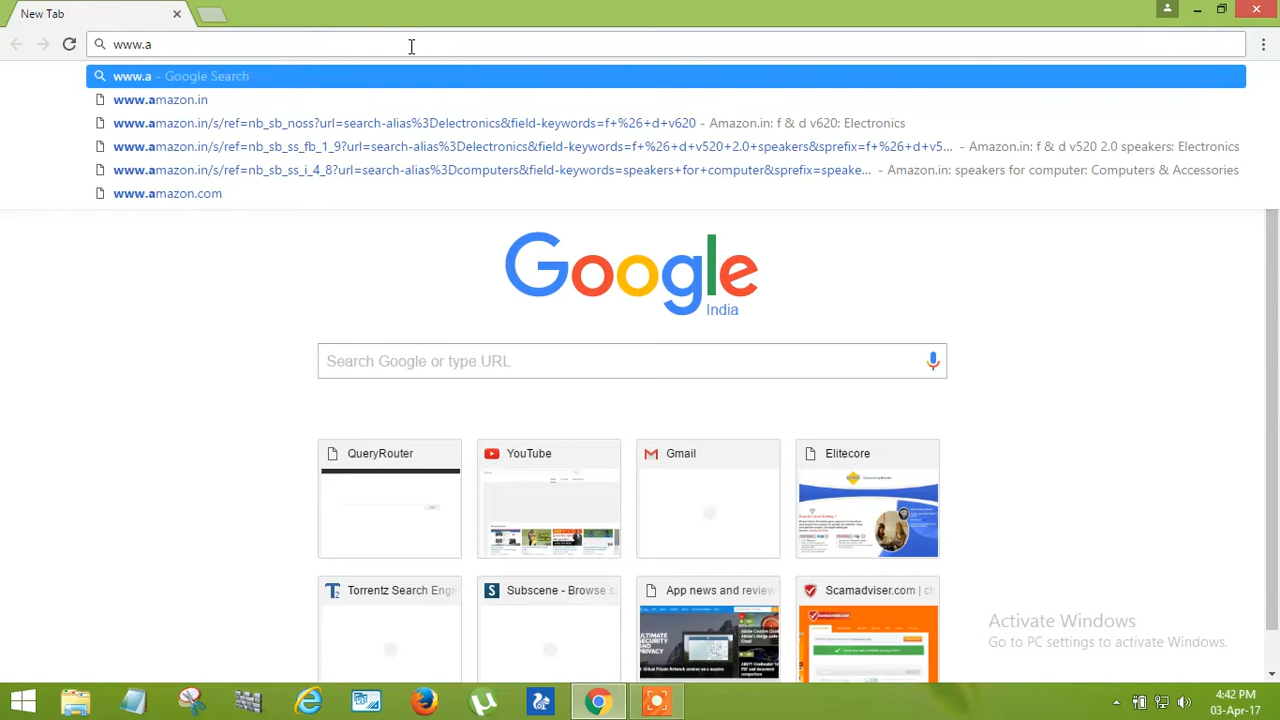 New Tab
www.a
www.a - Google Search
www.amazon.in
www.amazon.in/s/ref=nb_sb_noss?url=search-alias%3Delectronics&field-keywords=f+%26+d+v620 - Amazon.in: f & d v620: Electronics
www.amazon.in/s/ref=nb_sb_ss_fb_1_9?url=search-alias%3Delectronics&field-keywords=f+%26+d+v520+2.0+speakers&sprefix=f+%26+d+v5... - Amazon.in: f & d v520 2.0 speakers: Electronics
www.amazon.in/s/ref=nb_sb_ss_i_4_8?url=search-alias%3Dcomputers&field-keywords=speakers+for+computer&sprefix=speake... - Amazon.in: speakers for computer: Computers & Accessories
www.amazon.com
Google
India
Search Google or type URL
QueryRouter
YouTube
Gmail
Elitecore
Torrentz Search Engi
Subscene - Browse s
App news and review
Scamadviser.com | c
Activate Windows
Go to PC settings to activate Windows.
4:42 PM
03-Apr-17